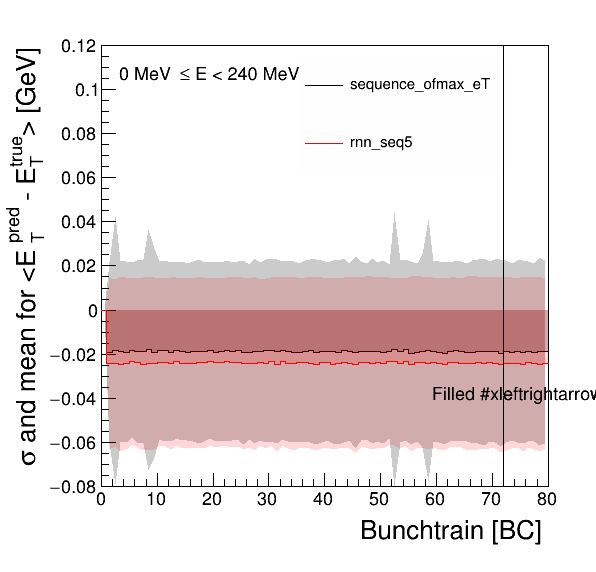 σ and mean for <E_T^pred - E_T^true> [GeV]
0.12
0.1
0.08
0.06
0.04
0.02
0
−0.02
−0.04
−0.06
−0.08
0 MeV ≤ E < 240 MeV
sequence_ofmax_eT
rnn_seq5
Filled #xleftrightarrow
0 10 20 30 40 50 60 70 80
Bunchtrain [BC]